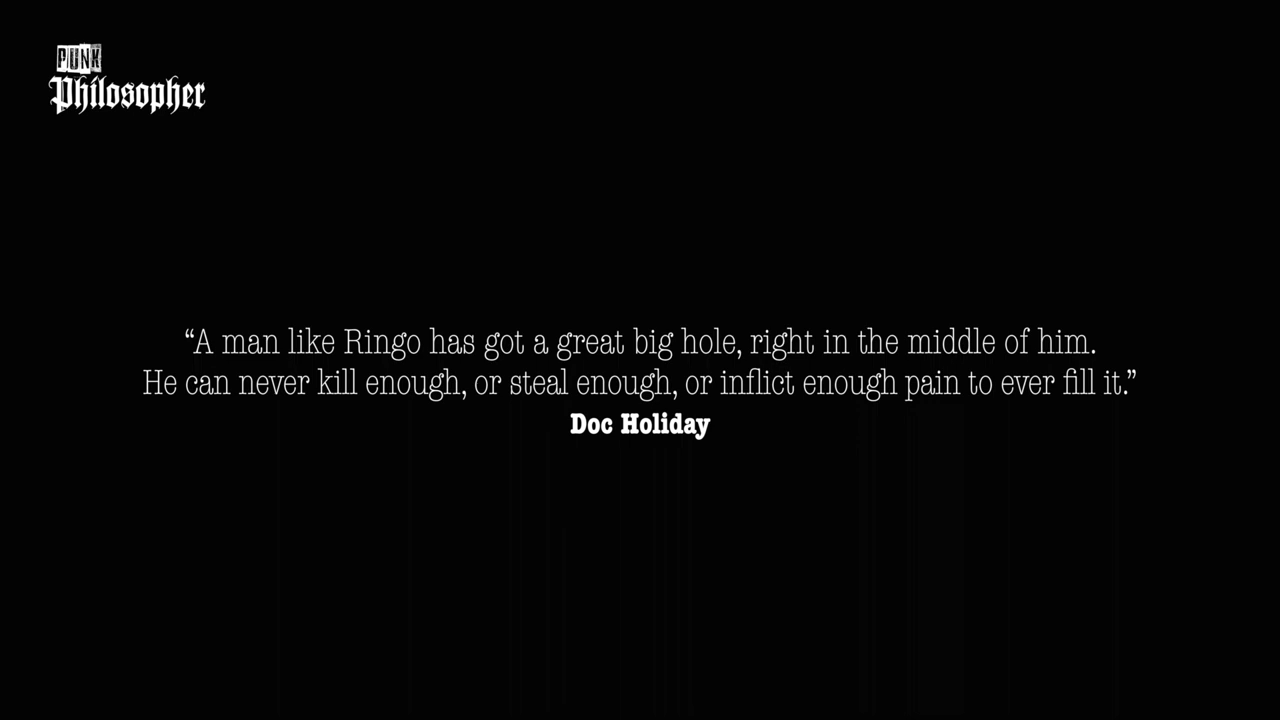 PUNK
Philosopher
“A man like Ringo has got a great big hole, right in the middle of him.
He can never kill enough, or steal enough, or inflict enough pain to ever fill it.”
Doc Holiday